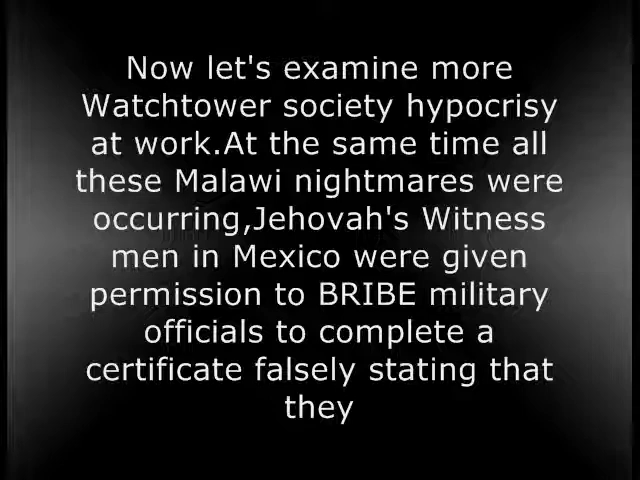 Now let's examine more
Watchtower society hypocrisy
at work.At the same time all
these Malawi nightmares were
occurring,Jehovah's Witness
men in Mexico were given
permission to BRIBE military
officials to complete a
certificate falsely stating that
they